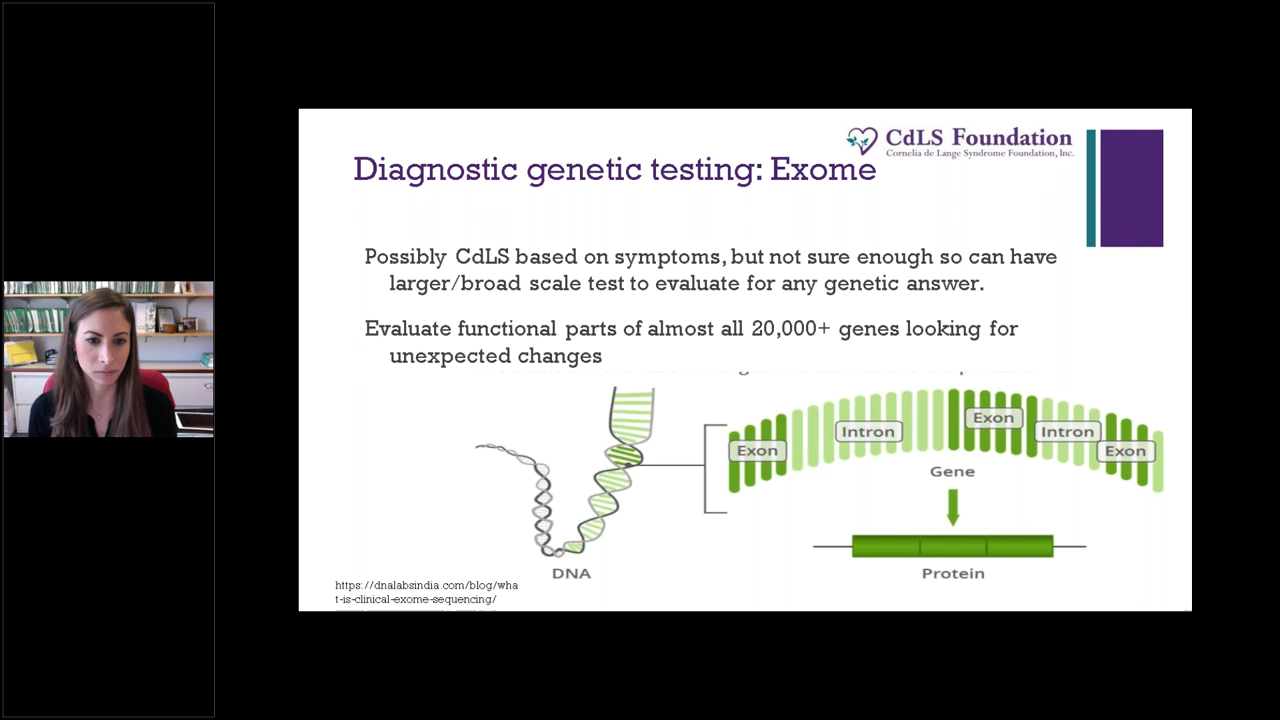 CdLS Foundation
Cornelia de Lange Syndrome Foundation, Inc.
Diagnostic genetic testing: Exome
Possibly CdLS based on symptoms, but not sure enough so can have
larger/broad scale test to evaluate for any genetic answer.
Evaluate functional parts of almost all 20,000+ genes looking for
unexpected changes
Exon
Intron
Exon
Intron
Exon
Gene
DNA
Protein
https://dnalabsindia.com/blog/wha
t-is-clinical-exome-sequencing/